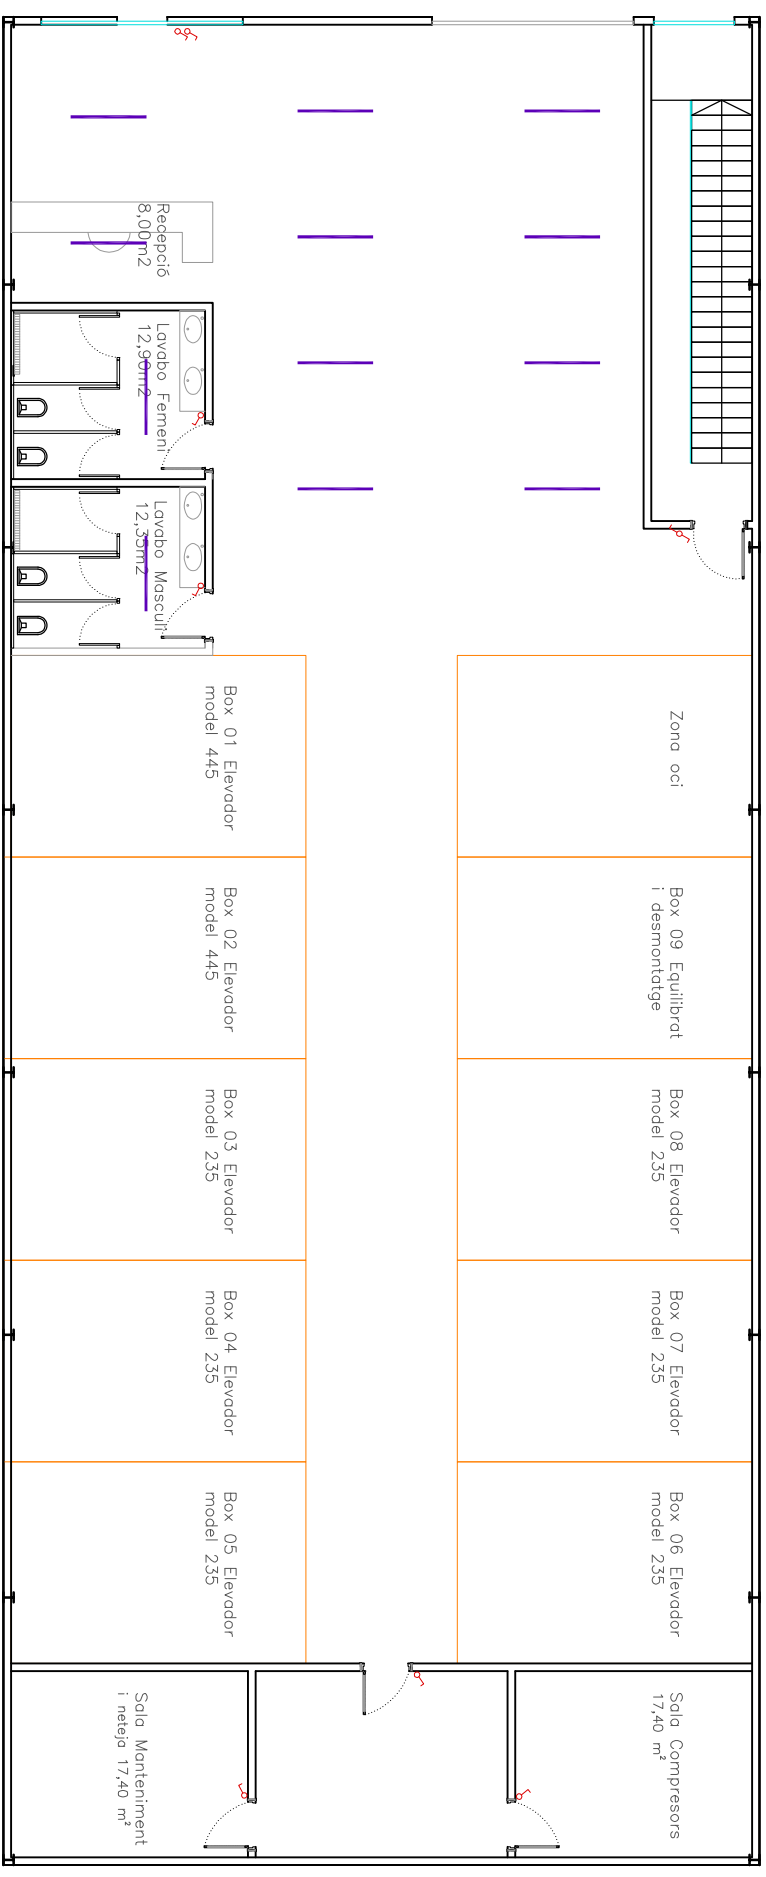 Recepció
8,00m2
Lavabo Femení
12,90m2
Lavabo Masculí
12,35m2
Box 01 Elevador
model 445
Zona oci
Box 02 Elevador
model 445
Box 09 Equilibrat
i desmontatge
Box 03 Elevador
model 235
Box 08 Elevador
model 235
Box 04 Elevador
model 235
Box 07 Elevador
model 235
Box 05 Elevador
model 235
Box 06 Elevador
model 235
Sala Manteniment
i neteja 17,40 m²
Sala Compresors
17,40 m²